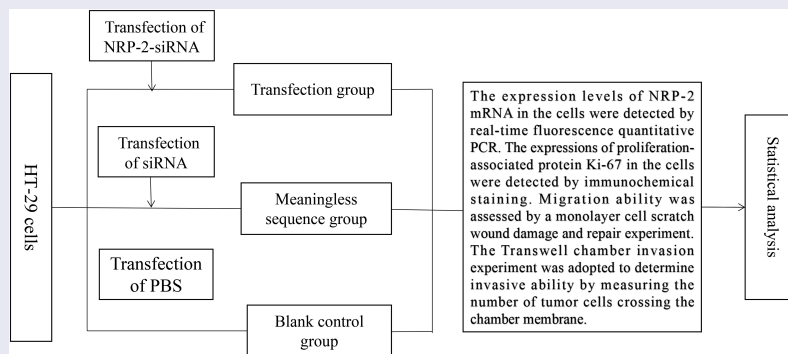 HT-29 cells
Transfection of
NRP-2-siRNA
Transfection group
Transfection
of siRNA
Meaningless
sequence group
Transfection
of PBS
Blank control
group
The expression levels of NRP-2
mRNA in the cells were detected by
real-time fluorescence quantitative
PCR. The expressions of proliferation-
associated protein Ki-67 in the cells
were detected by immunochemical
staining. Migration ability was
assessed by a monolayer cell scratch
wound damage and repair experiment.
The Transwell chamber invasion
experiment was adopted to determine
invasive ability by measuring the
number of tumor cells crossing the
chamber membrane.
Statistical analysis